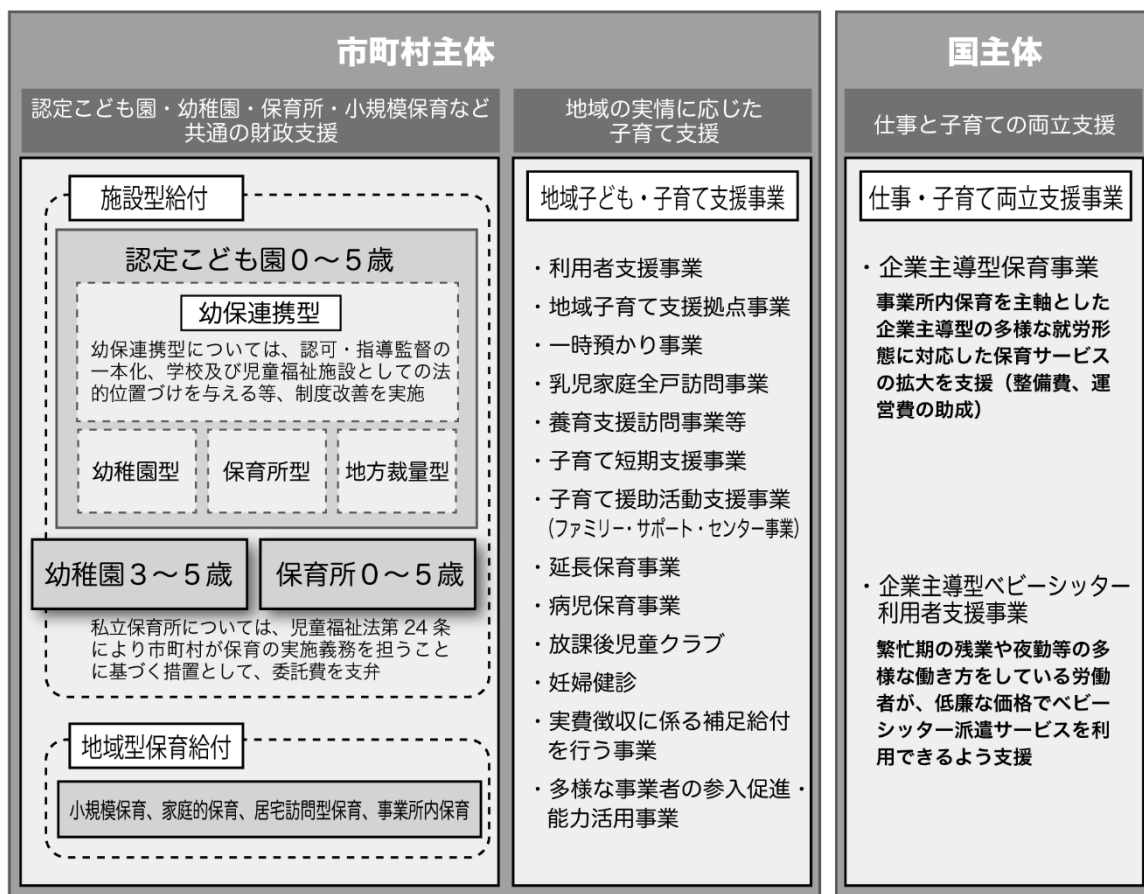 市町村主体
認定こども園・幼稚園・保育所・小規模保育など
共通の財政支援
施設型給付
認定こども園0～5歳
幼保連携型
幼保連携型については、認可・指導監督の
一本化、学校及び児童福祉施設としての法
的位置づけを与える等、制度改善を実施
幼稚園型
保育所型
地方裁量型
幼稚園3～5歳
保育所0～5歳
私立保育所については、児童福祉法第24条
により市町村が保育の実施義務を担うこと
に基づく措置として、委託費を支弁
地域型保育給付
小規模保育、家庭的保育、居宅訪問型保育、事業所内保育
地域の実情に応じた
子育て支援
地域子ども・子育て支援事業
・利用者支援事業
・地域子育て支援拠点事業
・一時預かり事業
・乳児家庭全戸訪問事業
・養育支援訪問事業等
・子育て短期支援事業
・子育て援助活動支援事業
(ファミリー・サポート・センター事業)
・延長保育事業
・病児保育事業
・放課後児童クラブ
・妊婦健診
・実費徴収に係る補足給付
を行う事業
・多様な事業者の参入促進・
能力活用事業
国主体
仕事と子育ての両立支援
仕事・子育て両立支援事業
・企業主導型保育事業
事業所内保育を主軸とした
企業主導型の多様な就労形
態に対応した保育サービス
の拡大を支援（整備費、運
営費の助成）
・企業主導型ベビーシッター
利用者支援事業
繁忙期の残業や夜勤等の多
様な働き方をしている労働
者が、低廉な価格でベビー
シッター派遣サービスを利
用できるよう支援